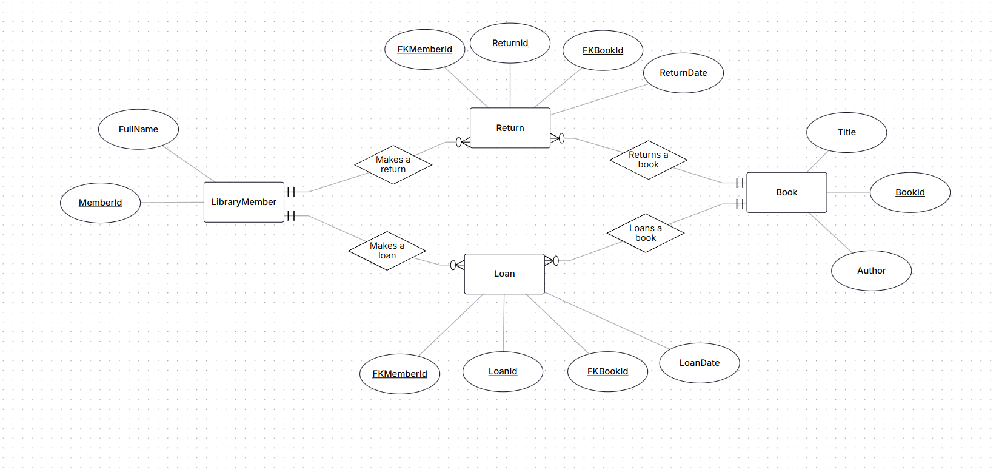 FKMemberId
ReturnId
FKBookId
ReturnDate
FullName
Return
Title
Makes a
return
Returns a
book
MemberId
LibraryMember
Book
BookId
Makes a
loan
Loans a
book
Loan
Author
FKMemberId
LoanId
FKBookId
LoanDate